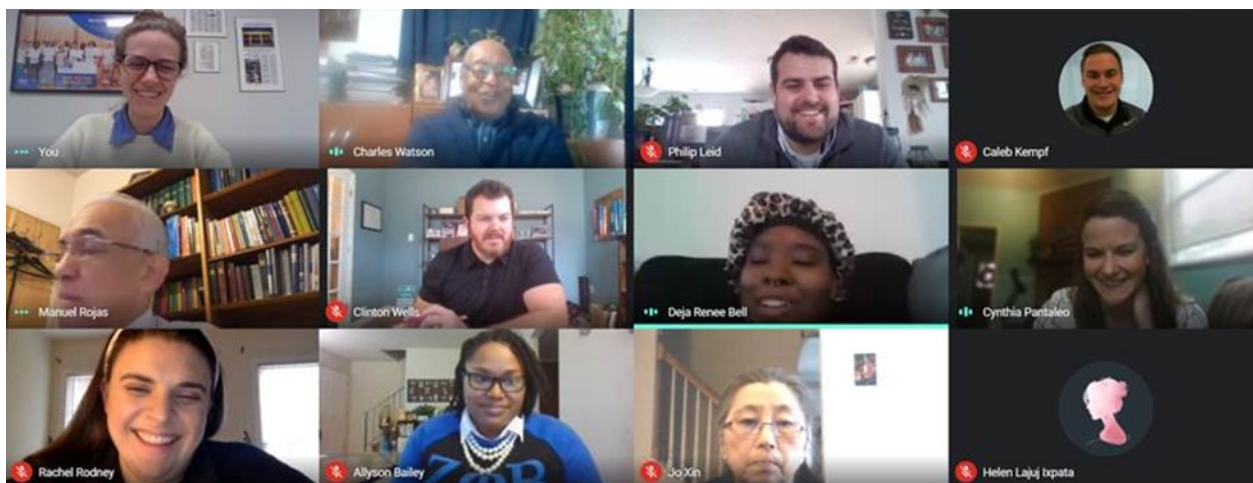 You
Charles Watson
Philip Leid
Caleb Kempf
Manuel Rojas
Clinton Wells
Deja Renee Bell
Cynthia Pantaleo
Rachel Rodney
Allyson Bailey
ΖΦΒ
Jo Xin
Helen Lajuj Ixpata